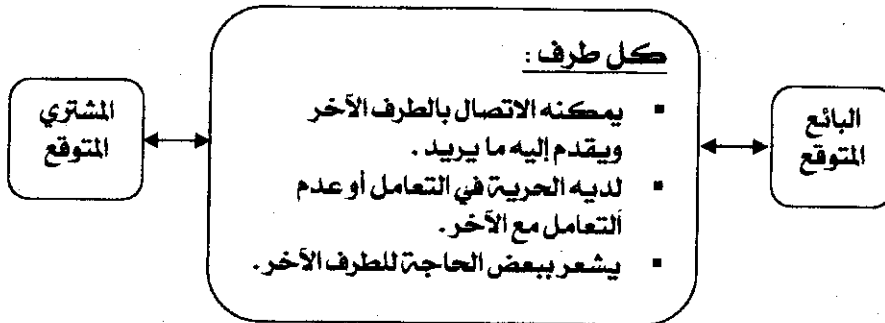 البائع
المتوقع
كل طرف :
▪ يمكنه الاتصال بالطرف الآخر
ويقدم إليه ما يريد .
▪ لديه الحرية في التعامل أو عدم
التعامل مع الآخر .
▪ يشعر ببعض الحاجة للطرف الآخر .
المشتري
المتوقع